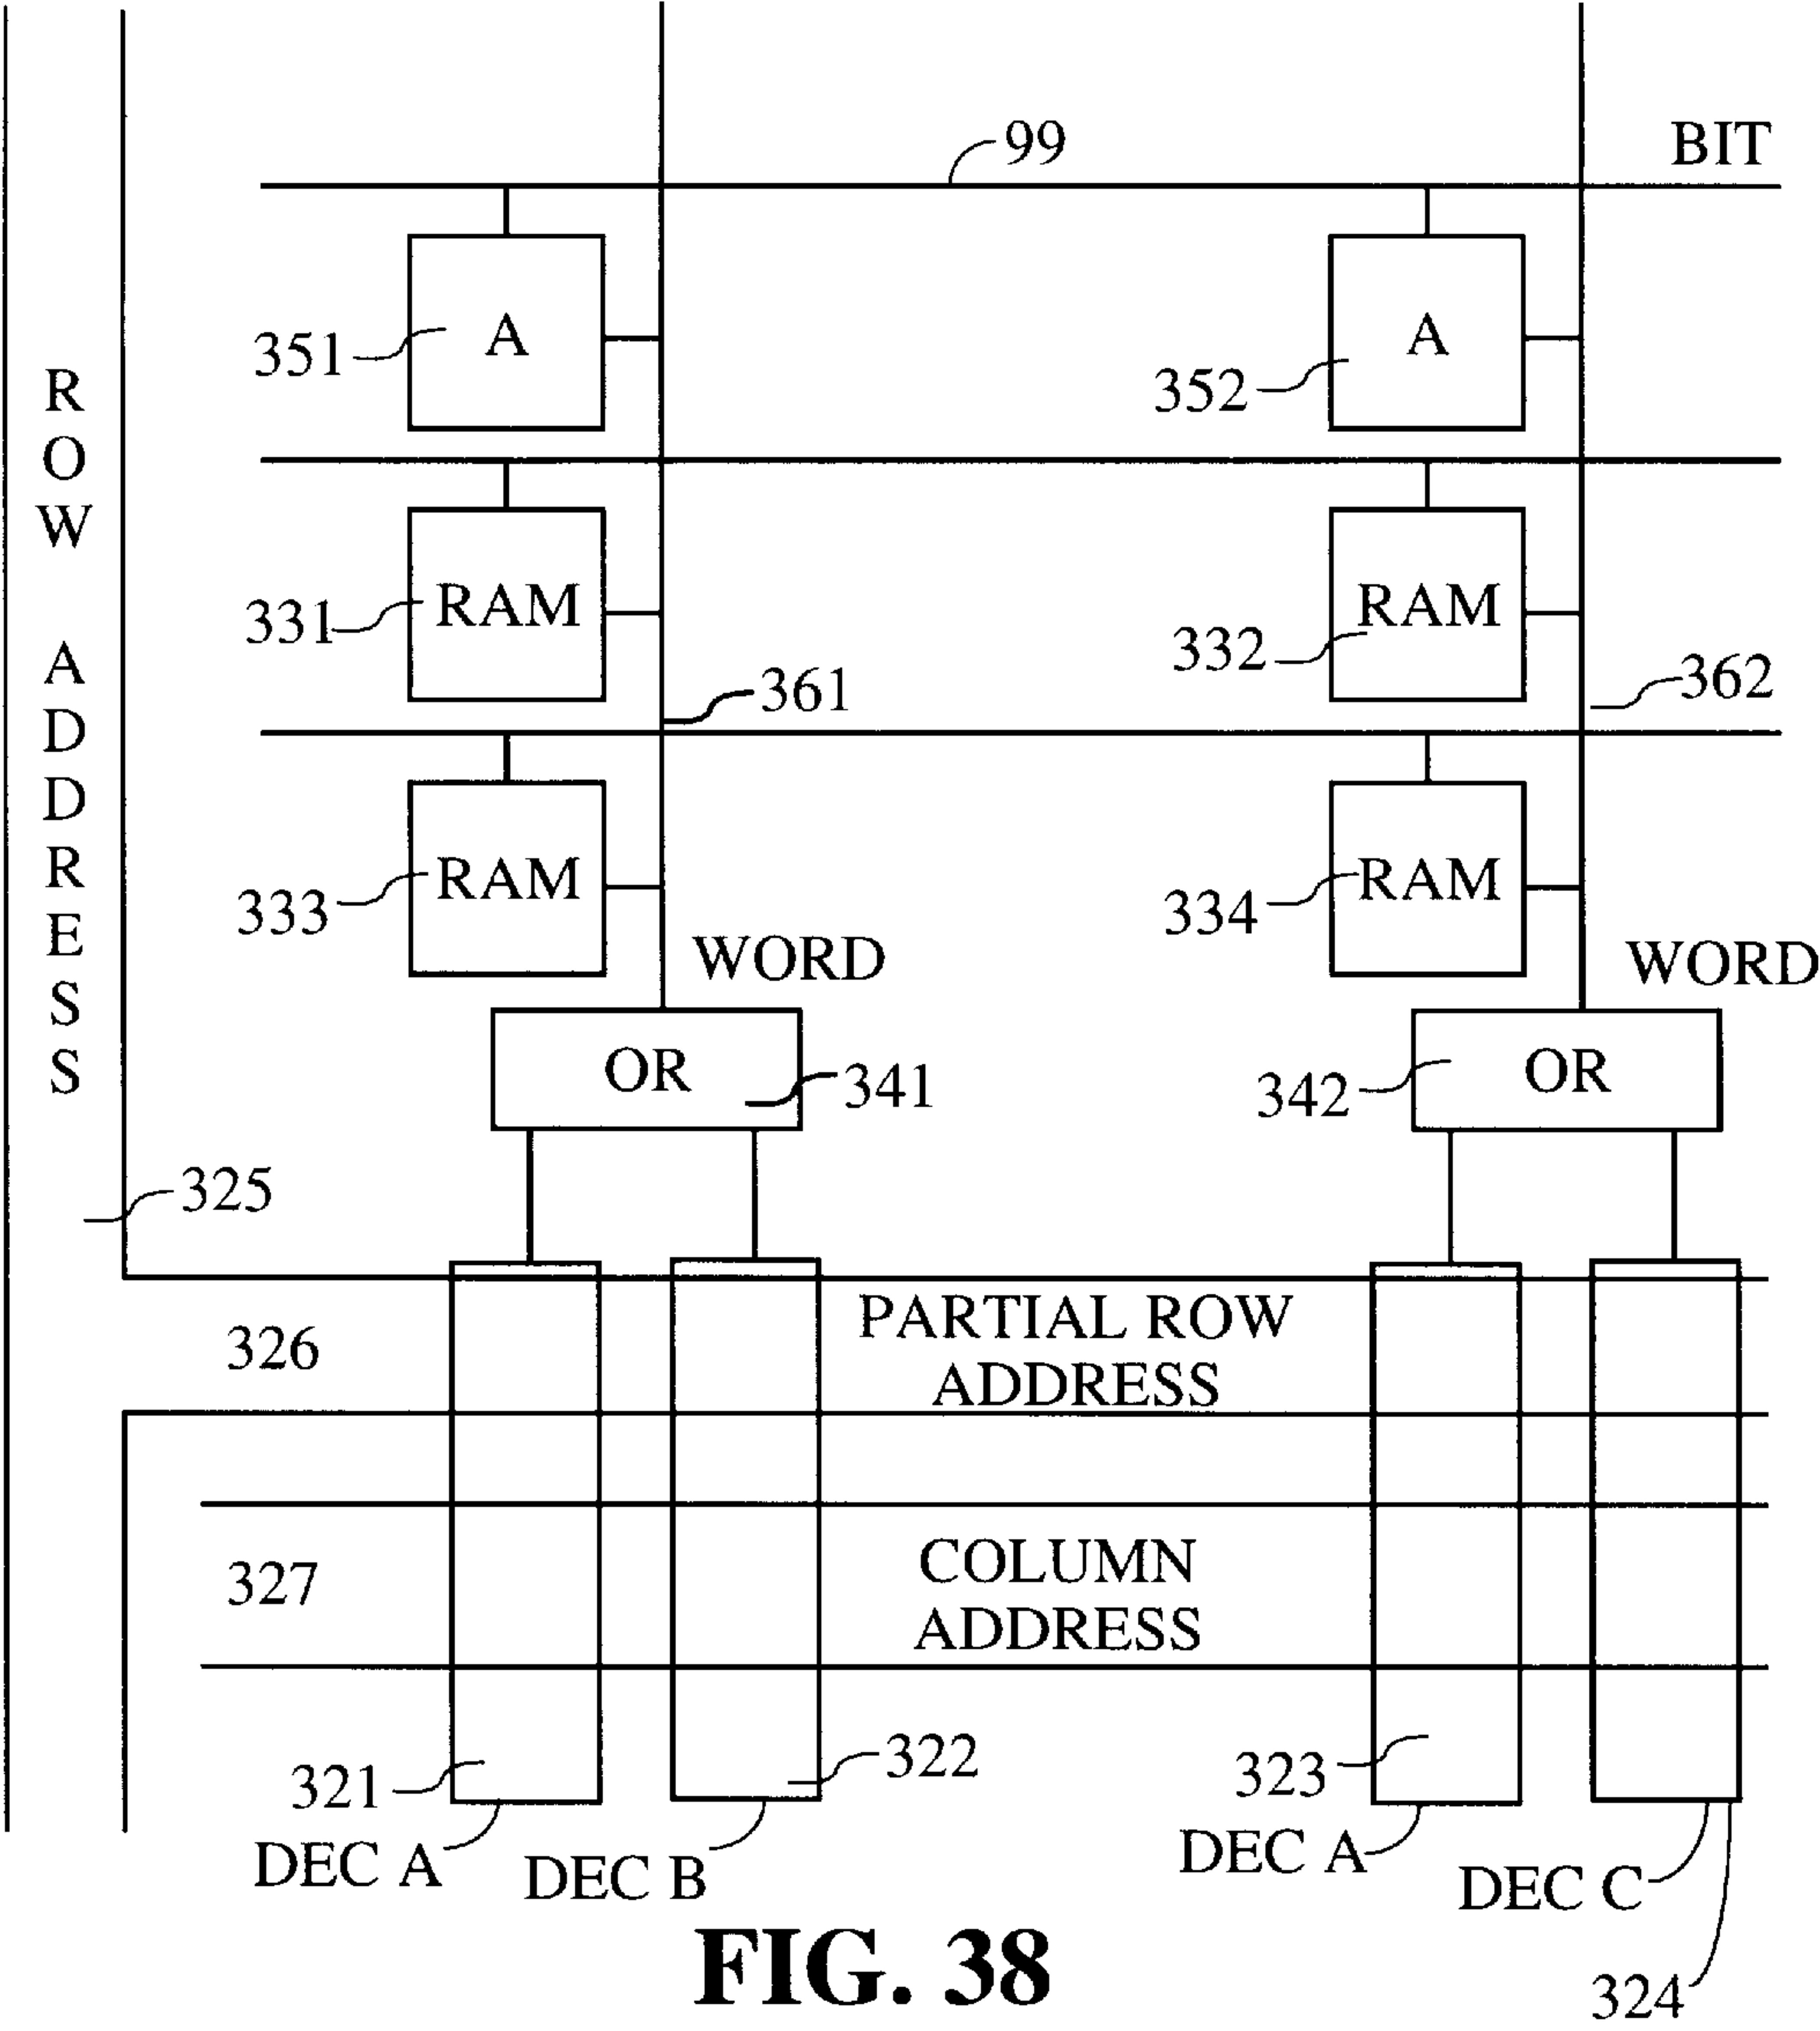 99
BIT
A
351
A
352
ROW ADDRESS
RAM
331
RAM
332
361
362
RAM
333
RAM
334
WORD
WORD
OR
341
OR
342
325
326
PARTIAL ROW
ADDRESS
327
COLUMN
ADDRESS
321
322
323
DEC A
DEC B
DEC A
DEC C
324
FIG. 38